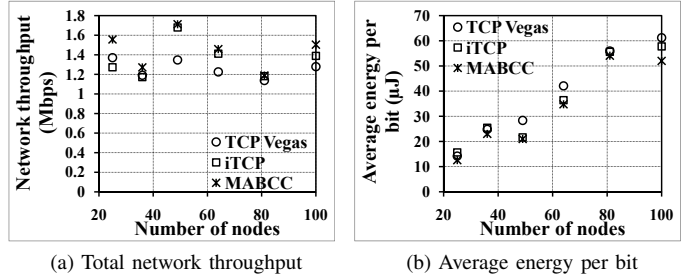 Network throughput
(Mbps)
1.8
1.6
1.4
1.2
1
0.8
0.6
0.4
0.2
0
TCP Vegas
iTCP
MABCC
20 40 60 80 100
Number of nodes
(a) Total network throughput
Average energy per
bit (µJ)
70
60
50
40
30
20
10
0
TCP Vegas
iTCP
MABCC
20 40 60 80 100
Number of nodes
(b) Average energy per bit